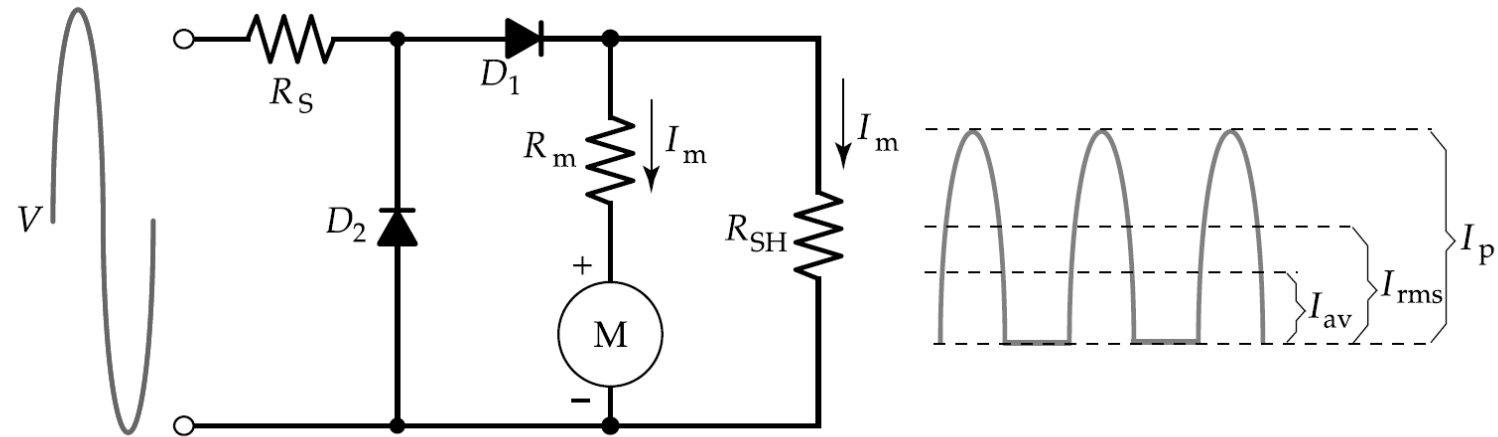 V
R_S
D_1
D_2
R_m
I_m
+
M
−
R_SH
I_m
I_av
I_rms
I_p